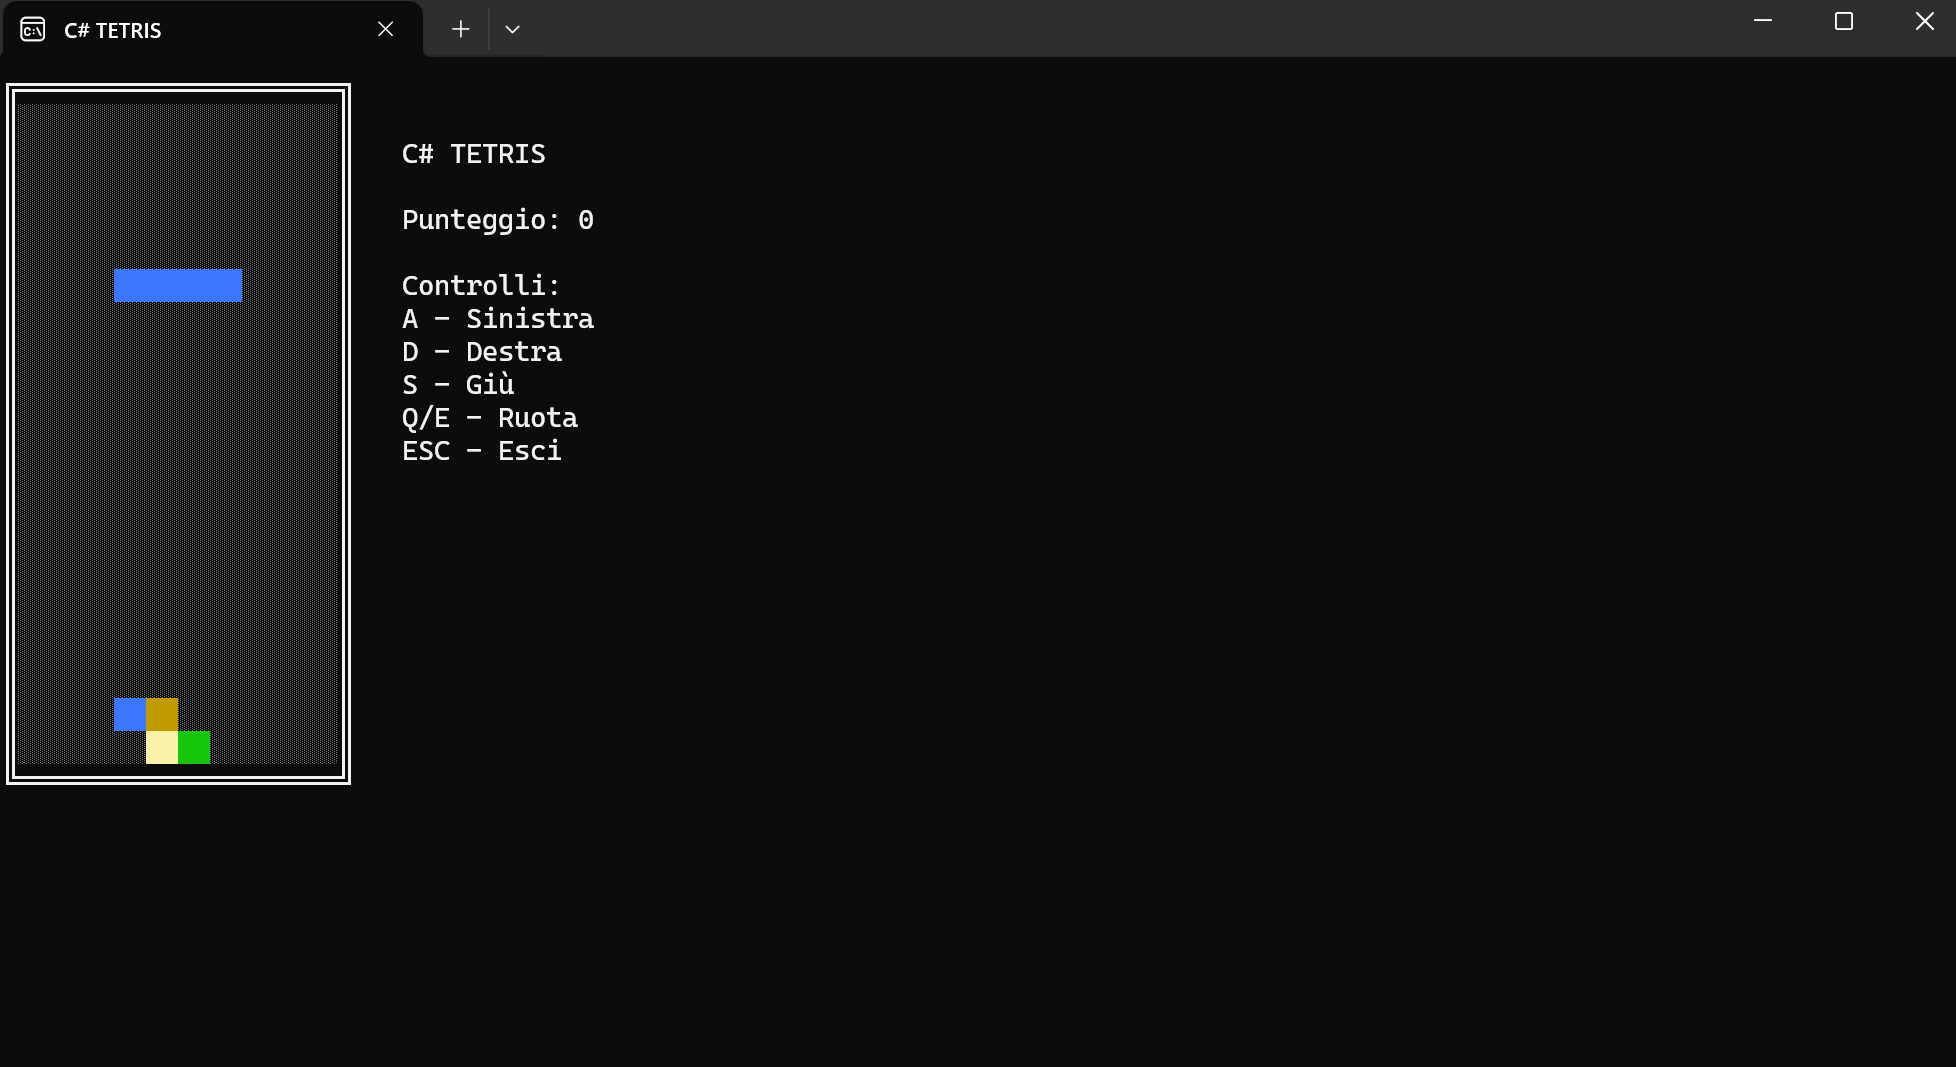 C# TETRIS
C# TETRIS
Punteggio: 0
Controlli:
A - Sinistra
D - Destra
S - Giù
Q/E - Ruota
ESC - Esci